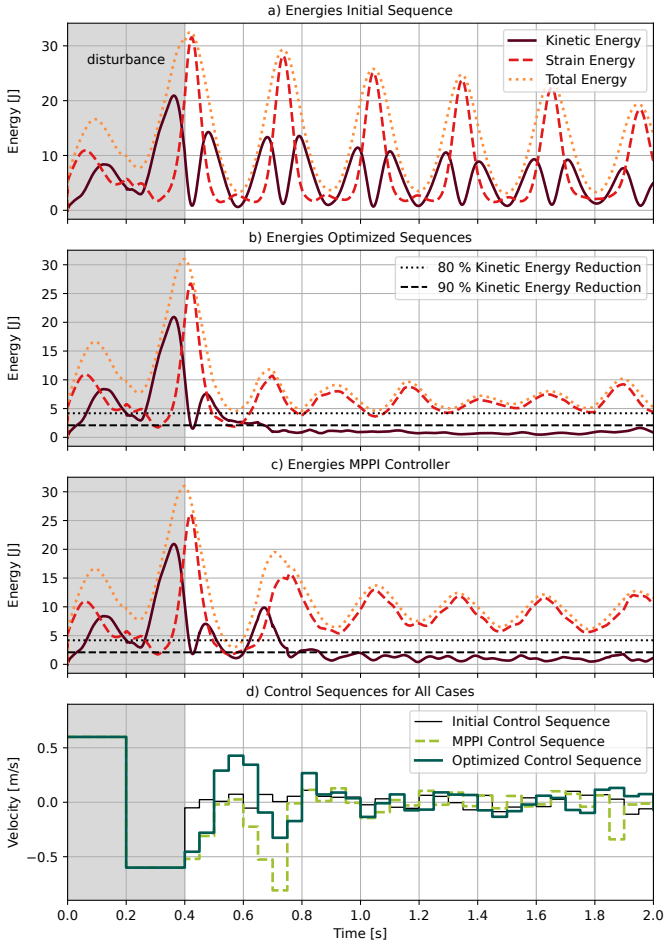 a) Energies Initial Sequence
Energy [J]
30
20
10
0
disturbance
Kinetic Energy
Strain Energy
Total Energy
b) Energies Optimized Sequences
Energy [J]
30
25
20
15
10
5
0
80 % Kinetic Energy Reduction
90 % Kinetic Energy Reduction
c) Energies MPPI Controller
Energy [J]
30
25
20
15
10
5
0
d) Control Sequences for All Cases
Velocity [m/s]
0.5
0.0
−0.5
Initial Control Sequence
MPPI Control Sequence
Optimized Control Sequence
0.0 0.2 0.4 0.6 0.8 1.0 1.2 1.4 1.6 1.8 2.0
Time [s]